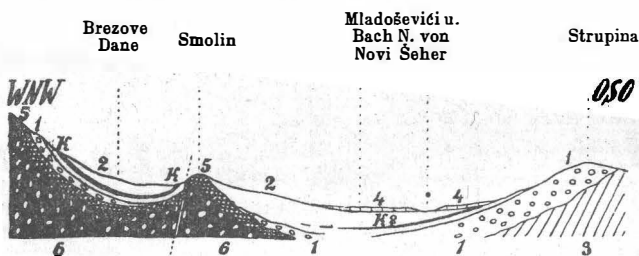 Brezove
Dane
Smolin
Mladoševići u.
Bach N. von
Novi Šeher
Strupina
WNW
OSO
5 1 K 2 K 5 2 4 4 1
K?
6 6 1 1 3